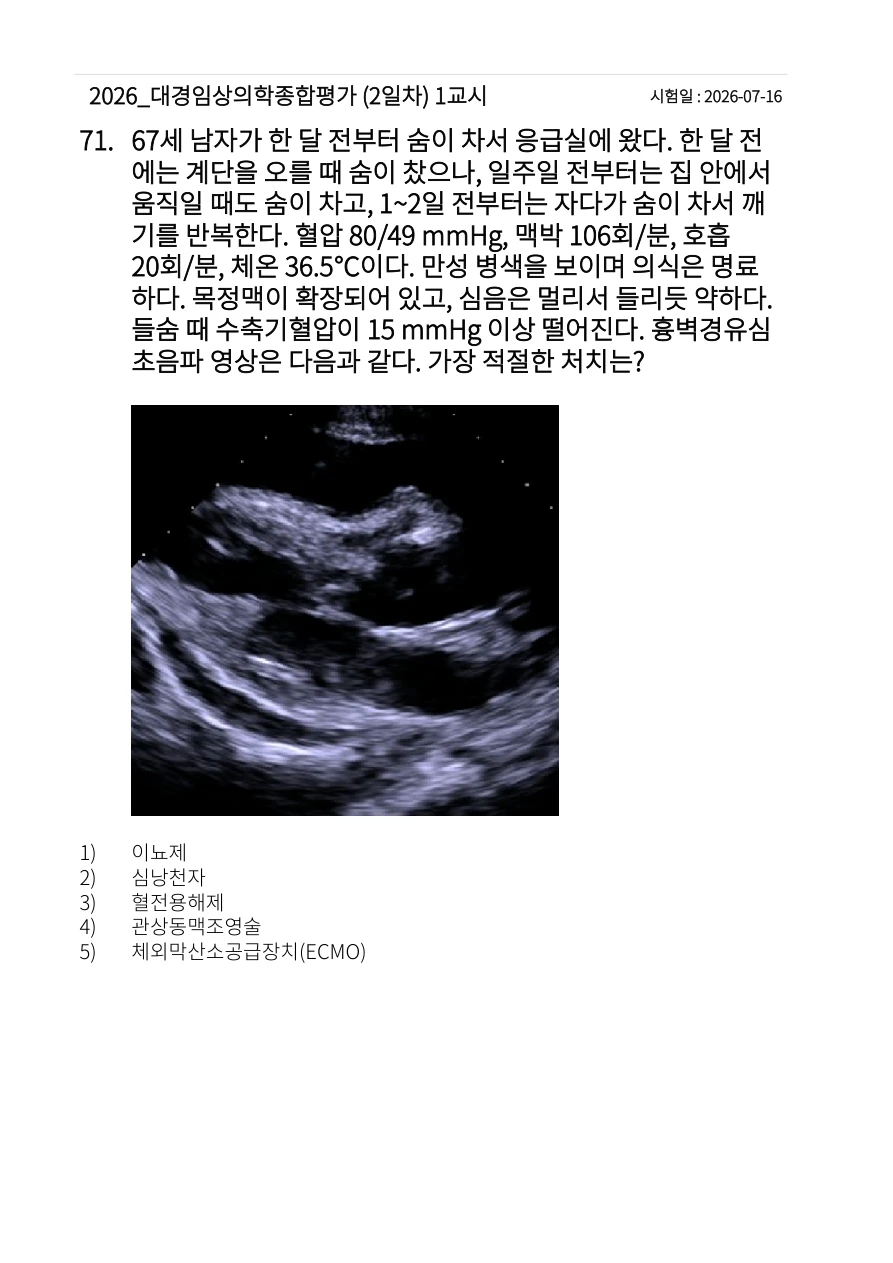 2026_대경임상의학종합평가 (2일차) 1교시
시험일 : 2026-07-16
71. 67세 남자가 한 달 전부터 숨이 차서 응급실에 왔다. 한 달 전
에는 계단을 오를 때 숨이 찼으나, 일주일 전부터는 집 안에서
움직일 때도 숨이 차고, 1~2일 전부터는 자다가 숨이 차서 깨
기를 반복한다. 혈압 80/49 mmHg, 맥박 106회/분, 호흡
20회/분, 체온 36.5℃이다. 만성 병색을 보이며 의식은 명료
하다. 목정맥이 확장되어 있고, 심음은 멀리서 들리듯 약하다.
들숨 때 수축기혈압이 15 mmHg 이상 떨어진다. 흉벽경유심
초음파 영상은 다음과 같다. 가장 적절한 처치는?
1) 이뇨제
2) 심낭천자
3) 혈전용해제
4) 관상동맥조영술
5) 체외막산소공급장치(ECMO)